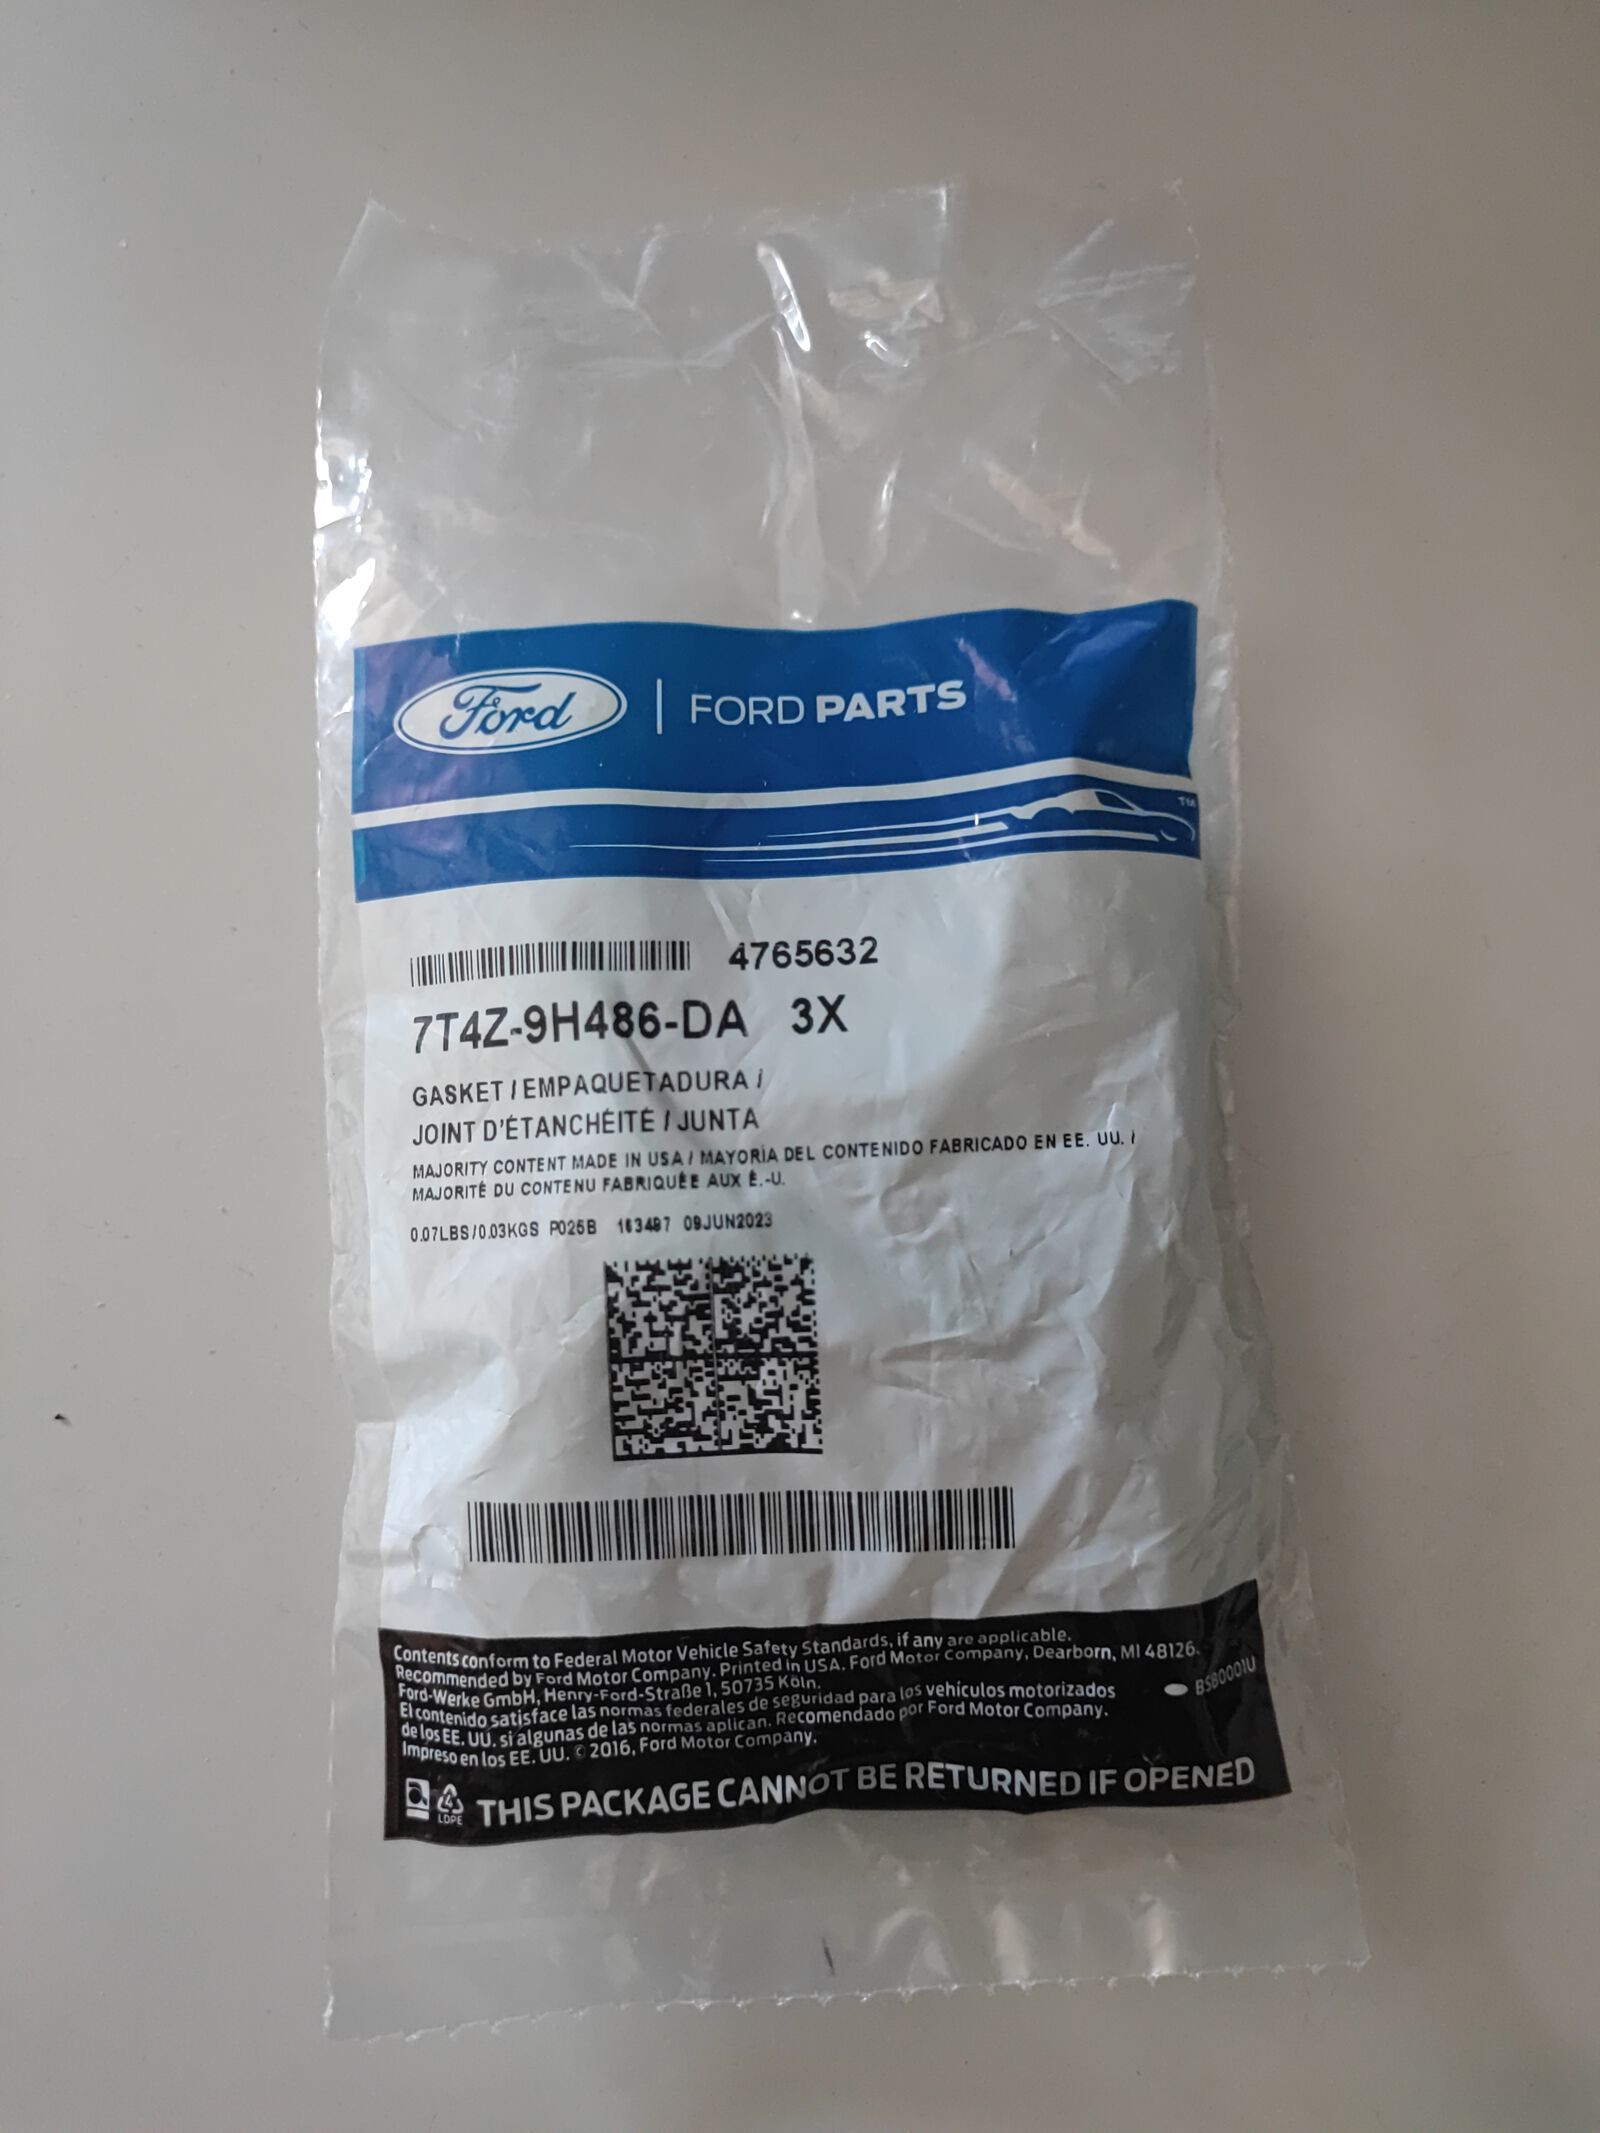 Ford | FORD PARTS
TM
4765632
7T4Z-9H486-DA 3X
GASKET / EMPAQUETADURA /
JOINT D'ÉTANCHÉITÉ / JUNTA
MAJORITY CONTENT MADE IN USA / MAYORÍA DEL CONTENIDO FABRICADO EN EE. UU. /
MAJORITÉ DU CONTENU FABRIQUÉE AUX É.-U.
0.07LBS/0.03KGS P025B 163497 09JUN2023
Contents conform to Federal Motor Vehicle Safety Standards, if any are applicable.
Recommended by Ford Motor Company. Printed in USA. Ford Motor Company, Dearborn, MI 48126.
Ford-Werke GmbH, Henry-Ford-Straße 1, 50735 Köln.
El contenido satisface las normas federales de seguridad para los vehículos motorizados
de los EE. UU. si algunas de las normas aplican. Recomendado por Ford Motor Company.
Impreso en los EE. UU. © 2016, Ford Motor Company.
BSB0001U
4
LDPE
THIS PACKAGE CANNOT BE RETURNED IF OPENED